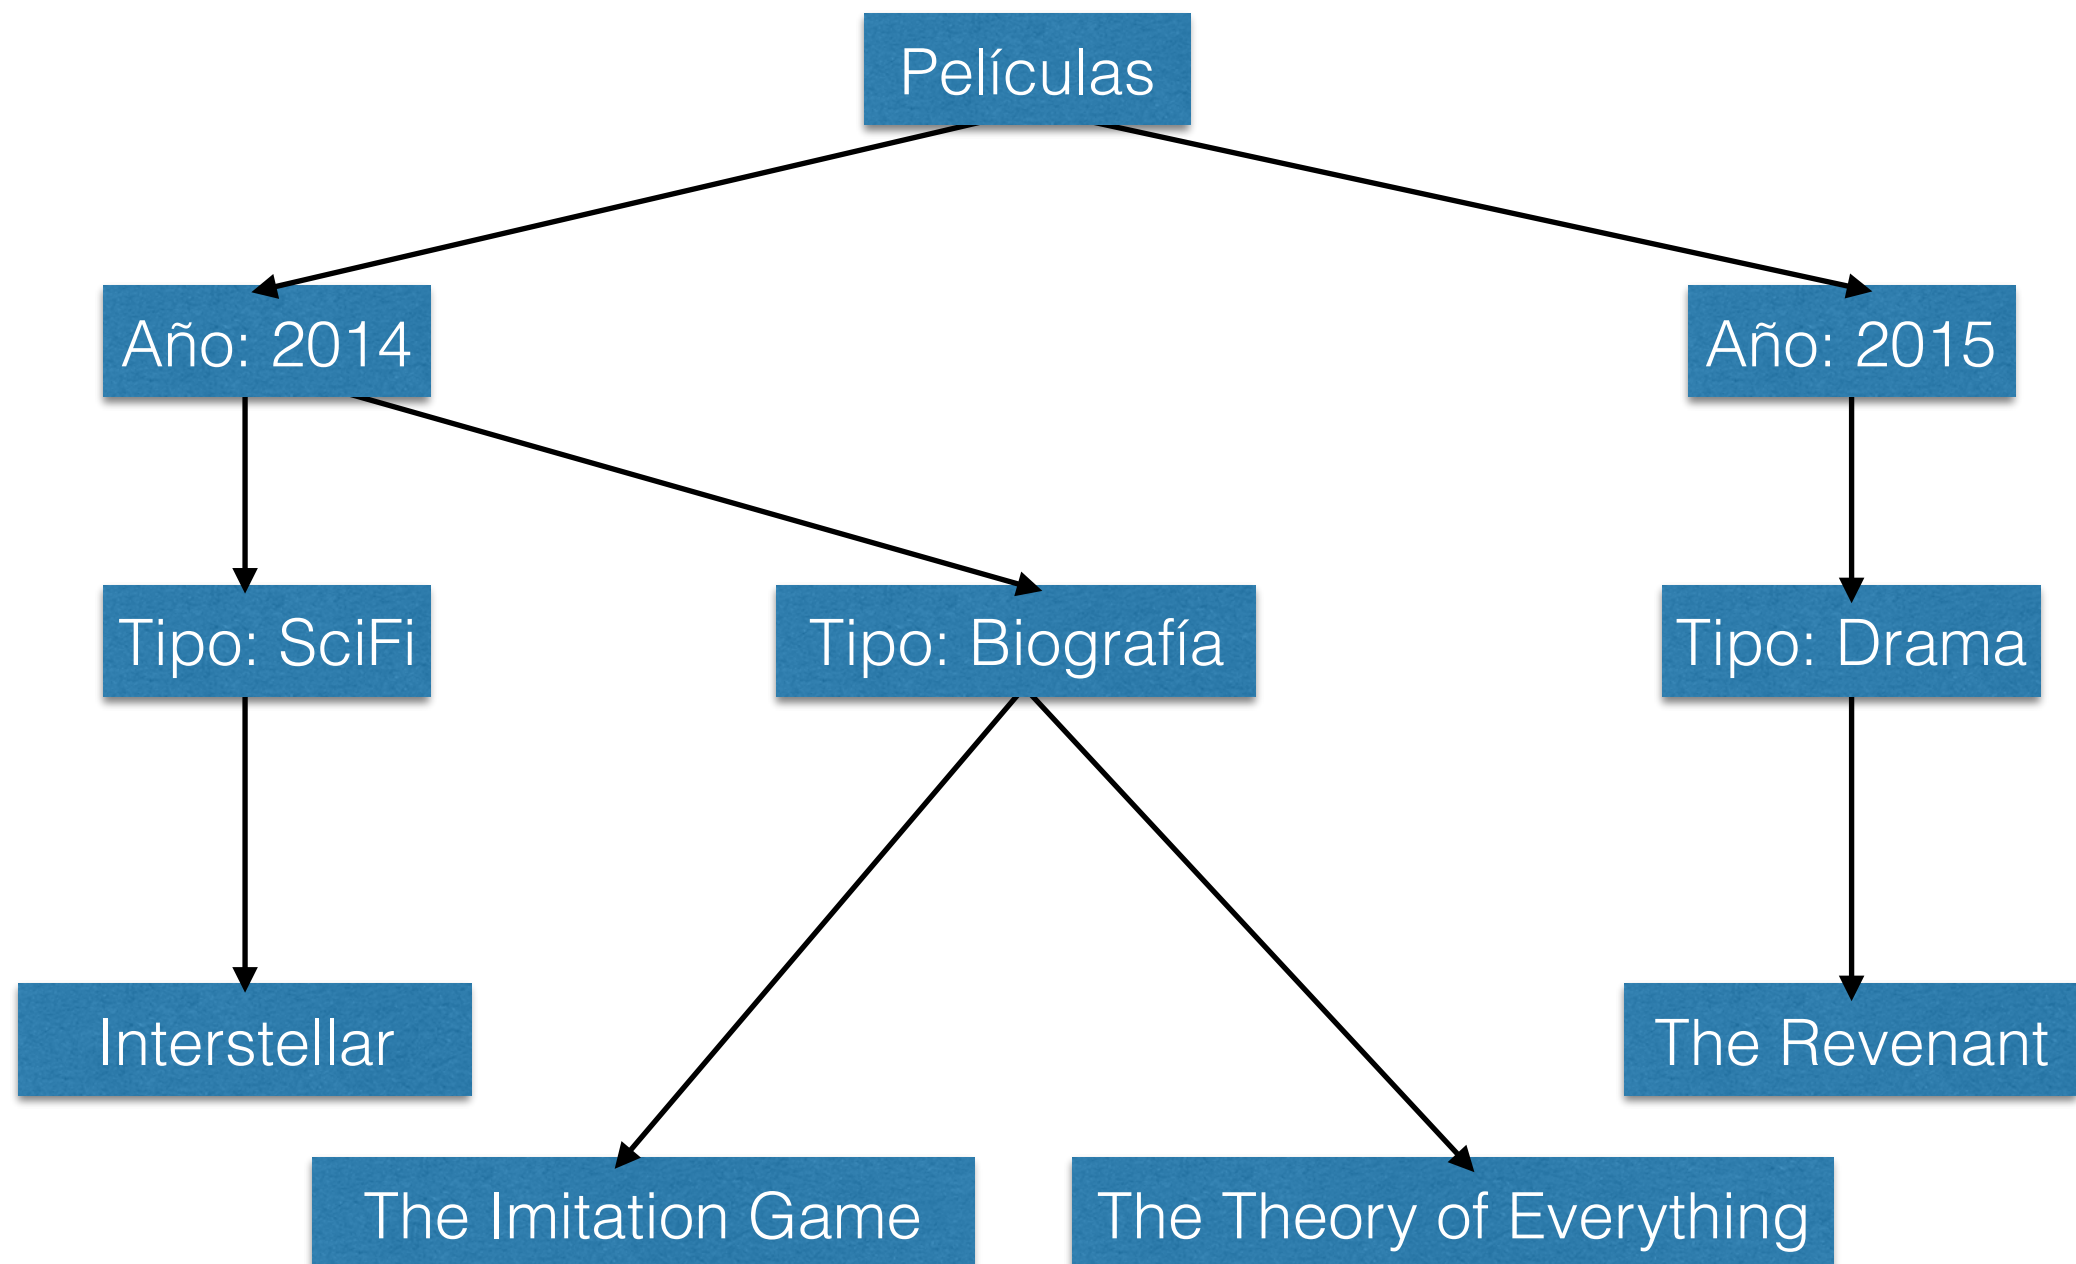 Películas
Año: 2014
Año: 2015
Tipo: SciFi
Tipo: Biografía
Tipo: Drama
Interstellar
The Revenant
The Imitation Game
The Theory of Everything